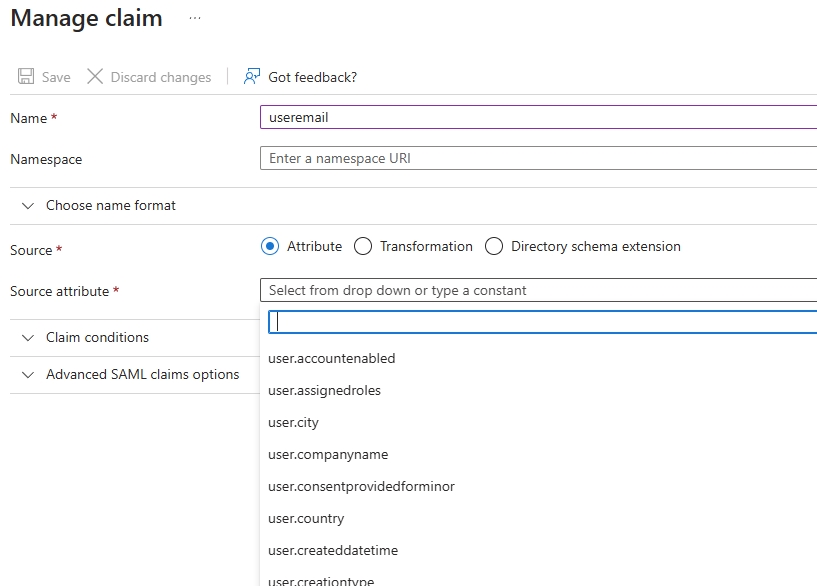 Manage claim ...
Save Discard changes Got feedback?
Name *
useremail
Namespace
Enter a namespace URI
Choose name format
Source *
Attribute Transformation Directory schema extension
Source attribute *
Select from drop down or type a constant
Claim conditions
Advanced SAML claims options
user.accountenabled
user.assignedroles
user.city
user.companyname
user.consentprovidedforminor
user.country
user.createddatetime
user.creationtype